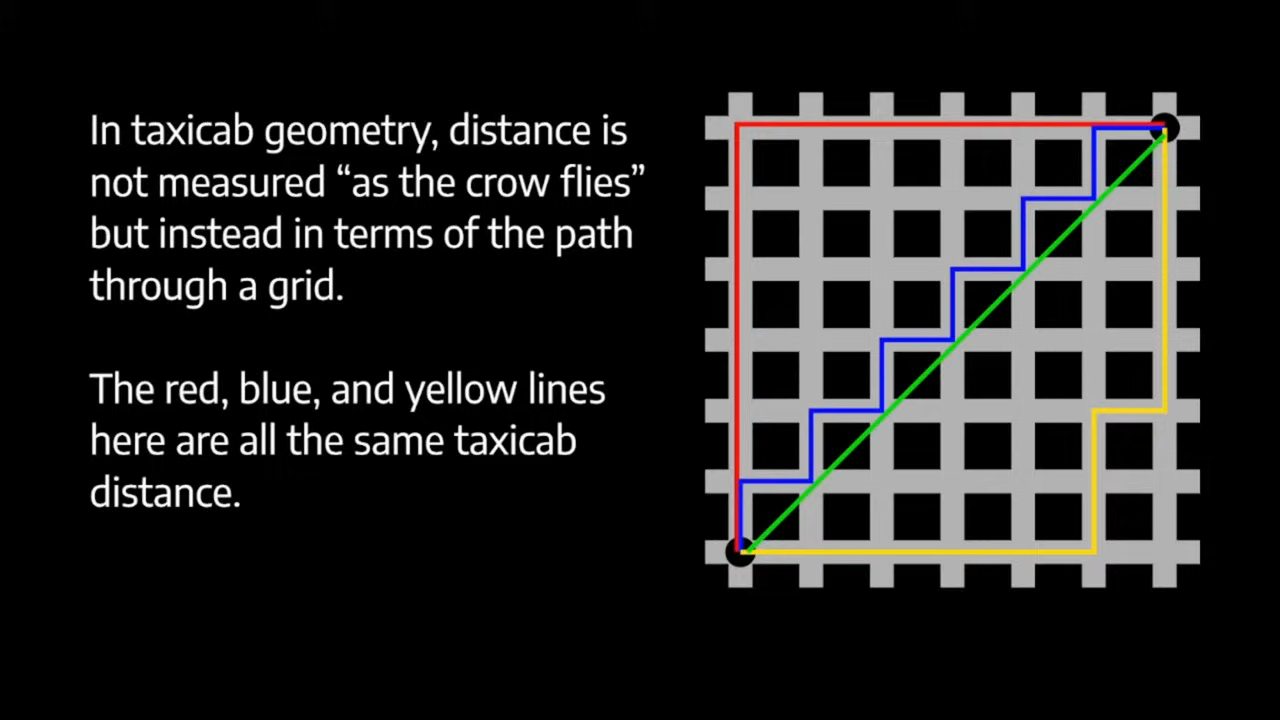 In taxicab geometry, distance is
not measured “as the crow flies”
but instead in terms of the path
through a grid.
The red, blue, and yellow lines
here are all the same taxicab
distance.